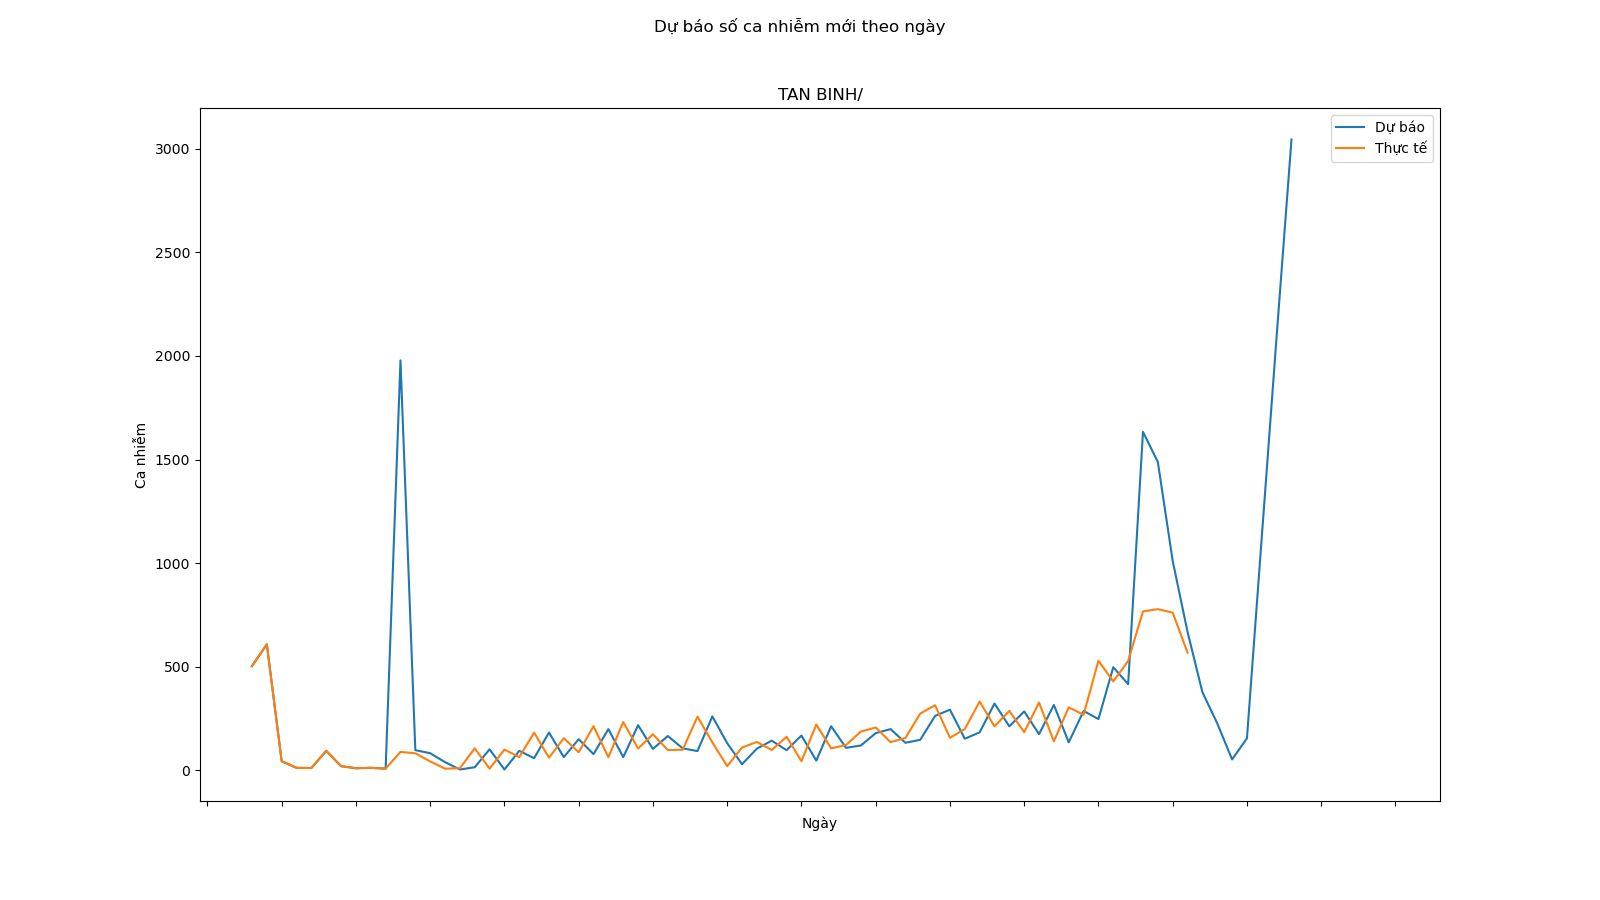 Dự báo số ca nhiễm mới theo ngày
TAN BINH/
Dự báo
Thực tế
3000
2500
2000
1500
1000
500
0
Ca nhiễm
Ngày